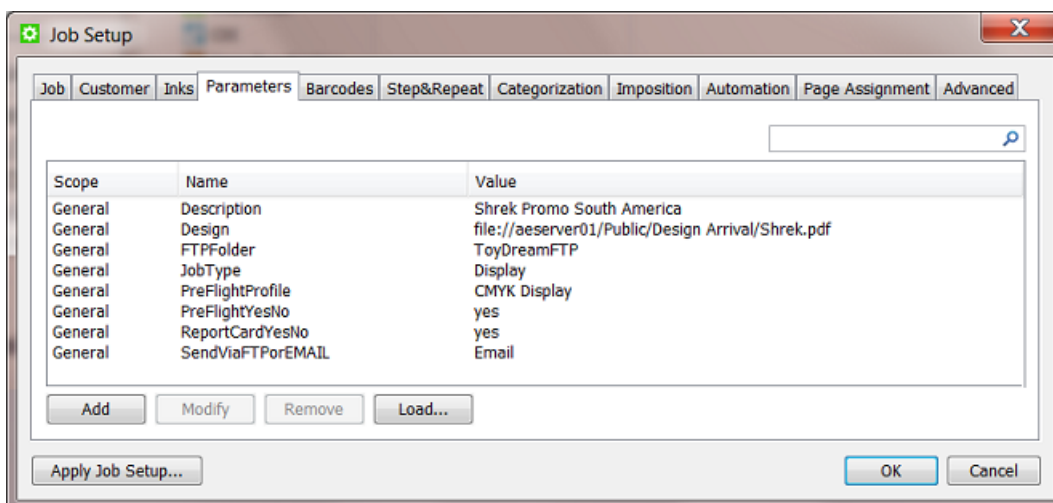 Job Setup
Job Customer Inks Parameters Barcodes Step&Repeat Categorization Imposition Automation Page Assignment Advanced
Scope Name Value
General Description Shrek Promo South America
General Design file://aeserver01/Public/Design Arrival/Shrek.pdf
General FTPFolder ToyDreamFTP
General JobType Display
General PreFlightProfile CMYK Display
General PreFlightYesNo yes
General ReportCardYesNo yes
General SendViaFTPorEMAIL Email
Add Modify Remove Load...
Apply Job Setup... OK Cancel